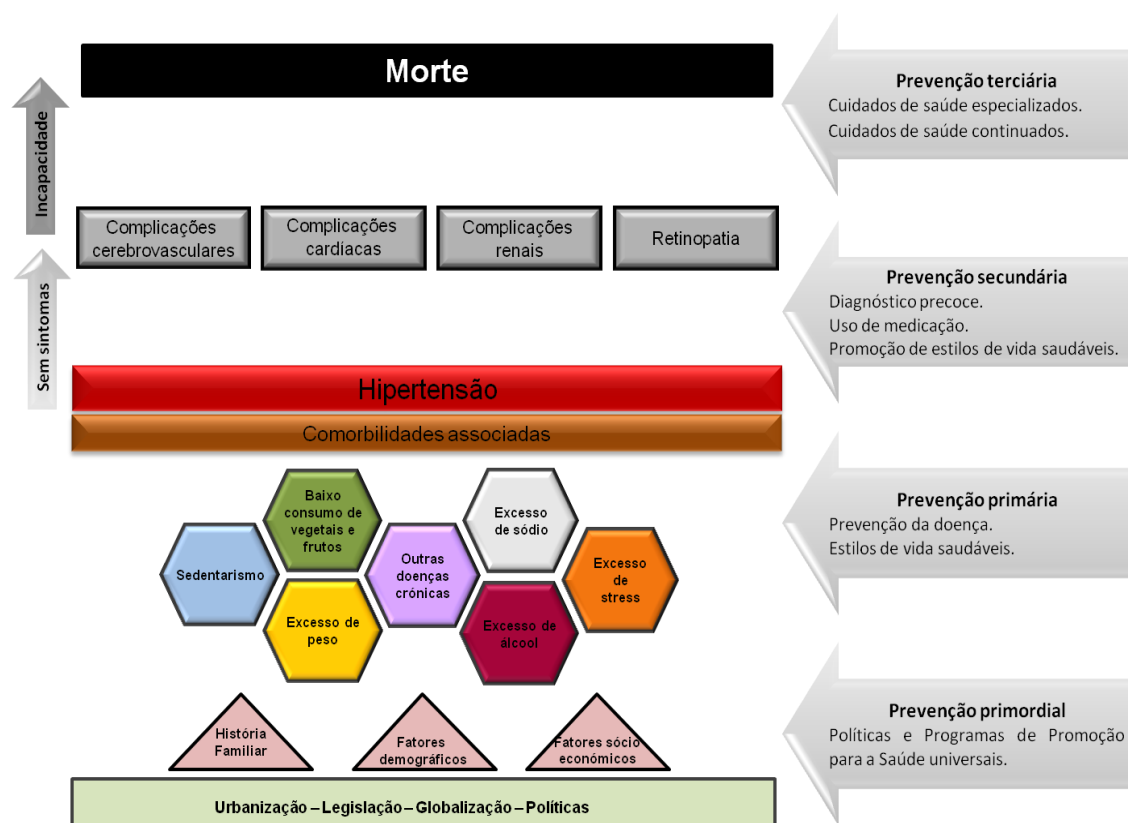 Morte
Prevenção terciária
Cuidados de saúde especializados.
Cuidados de saúde continuados.
Incapacidade
Complicações
cerebrovasculares
Complicações
cardíacas
Complicações
renais
Retinopatia
Prevenção secundária
Diagnóstico precoce.
Uso de medicação.
Promoção de estilos de vida saudáveis.
Sem sintomas
Hipertensão
Comorbilidades associadas
Sedentarismo
Baixo
consumo de
vegetais e
frutos
Excesso de
peso
Outras
doenças
crónicas
Excesso
de sódio
Excesso de
álcool
Excesso
de
stress
Prevenção primária
Prevenção da doença.
Estilos de vida saudáveis.
História
Familiar
Fatores
demográficos
Fatores sócio
económicos
Prevenção primordial
Políticas e Programas de Promoção
para a Saúde universais.
Urbanização – Legislação – Globalização – Políticas